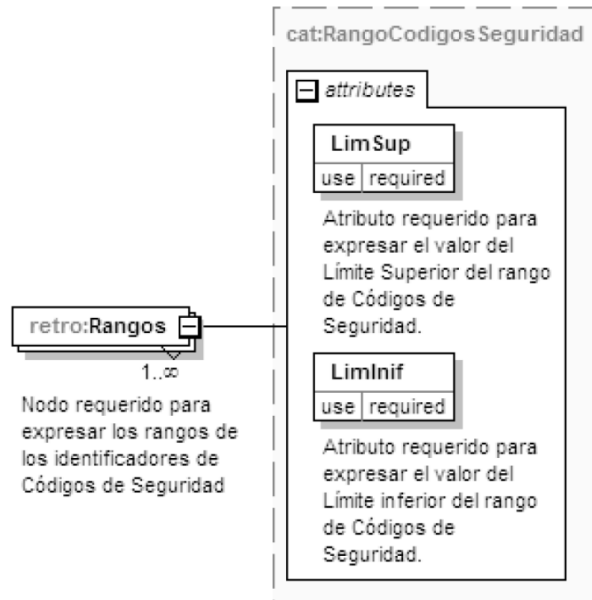 cat:RangoCodigosSeguridad
attributes
LimSup
use required
Atributo requerido para
expresar el valor del
Límite Superior del rango
de Códigos de
Seguridad.
retro:Rangos
1..∞
Nodo requerido para
expresar los rangos de
los identificadores de
Códigos de Seguridad
LimInif
use required
Atributo requerido para
expresar el valor del
Límite inferior del rango
de Códigos de
Seguridad.